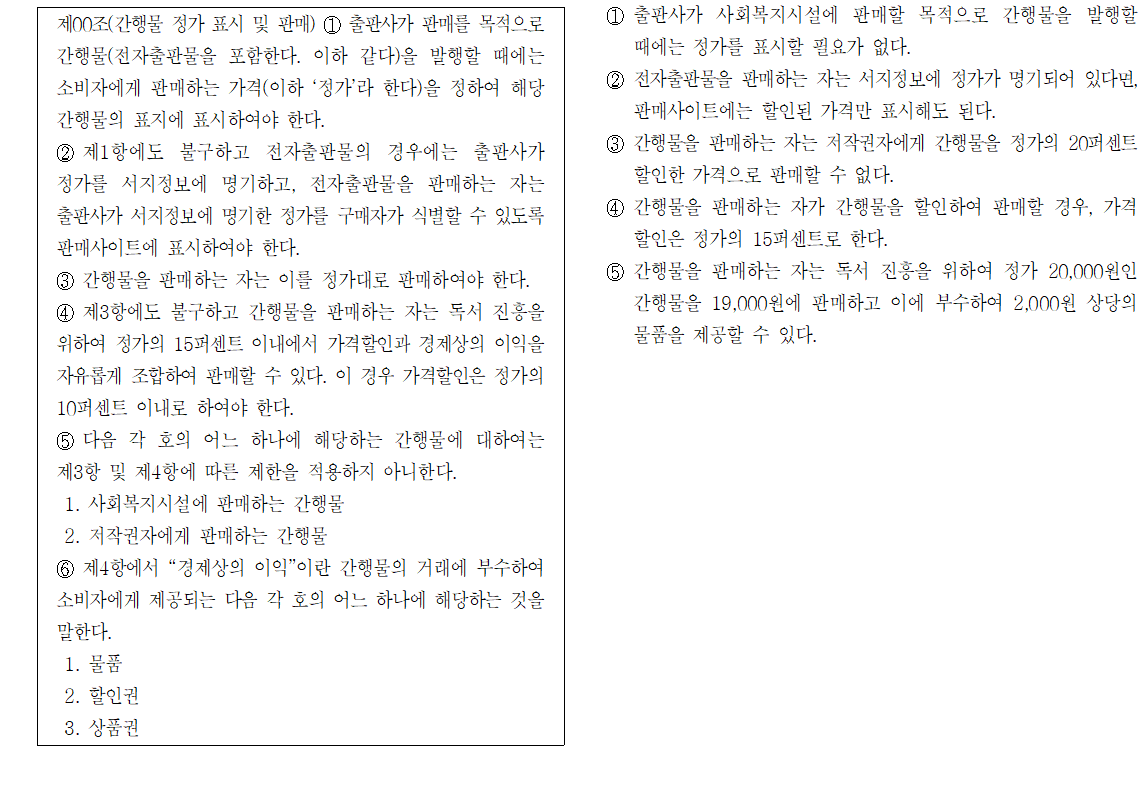 제00조(간행물 정가 표시 및 판매) ① 출판사가 판매를 목적으로
간행물(전자출판물을 포함한다. 이하 같다)을 발행할 때에는
소비자에게 판매하는 가격(이하 ‘정가’라 한다)을 정하여 해당
간행물의 표지에 표시하여야 한다.
② 제1항에도 불구하고 전자출판물의 경우에는 출판사가
정가를 서지정보에 명기하고, 전자출판물을 판매하는 자는
출판사가 서지정보에 명기한 정가를 구매자가 식별할 수 있도록
판매사이트에 표시하여야 한다.
③ 간행물을 판매하는 자는 이를 정가대로 판매하여야 한다.
④ 제3항에도 불구하고 간행물을 판매하는 자는 독서 진흥을
위하여 정가의 15퍼센트 이내에서 가격할인과 경제상의 이익을
자유롭게 조합하여 판매할 수 있다. 이 경우 가격할인은 정가의
10퍼센트 이내로 하여야 한다.
⑤ 다음 각 호의 어느 하나에 해당하는 간행물에 대하여는
제3항 및 제4항에 따른 제한을 적용하지 아니한다.
1. 사회복지시설에 판매하는 간행물
2. 저작권자에게 판매하는 간행물
⑥ 제4항에서 “경제상의 이익”이란 간행물의 거래에 부수하여
소비자에게 제공되는 다음 각 호의 어느 하나에 해당하는 것을
말한다.
1. 물품
2. 할인권
3. 상품권
① 출판사가 사회복지시설에 판매할 목적으로 간행물을 발행할
때에는 정가를 표시할 필요가 없다.
② 전자출판물을 판매하는 자는 서지정보에 정가가 명기되어 있다면,
판매사이트에는 할인된 가격만 표시해도 된다.
③ 간행물을 판매하는 자는 저작권자에게 간행물을 정가의 20퍼센트
할인한 가격으로 판매할 수 없다.
④ 간행물을 판매하는 자가 간행물을 할인하여 판매할 경우, 가격
할인은 정가의 15퍼센트로 한다.
⑤ 간행물을 판매하는 자는 독서 진흥을 위하여 정가 20,000원인
간행물을 19,000원에 판매하고 이에 부수하여 2,000원 상당의
물품을 제공할 수 있다.